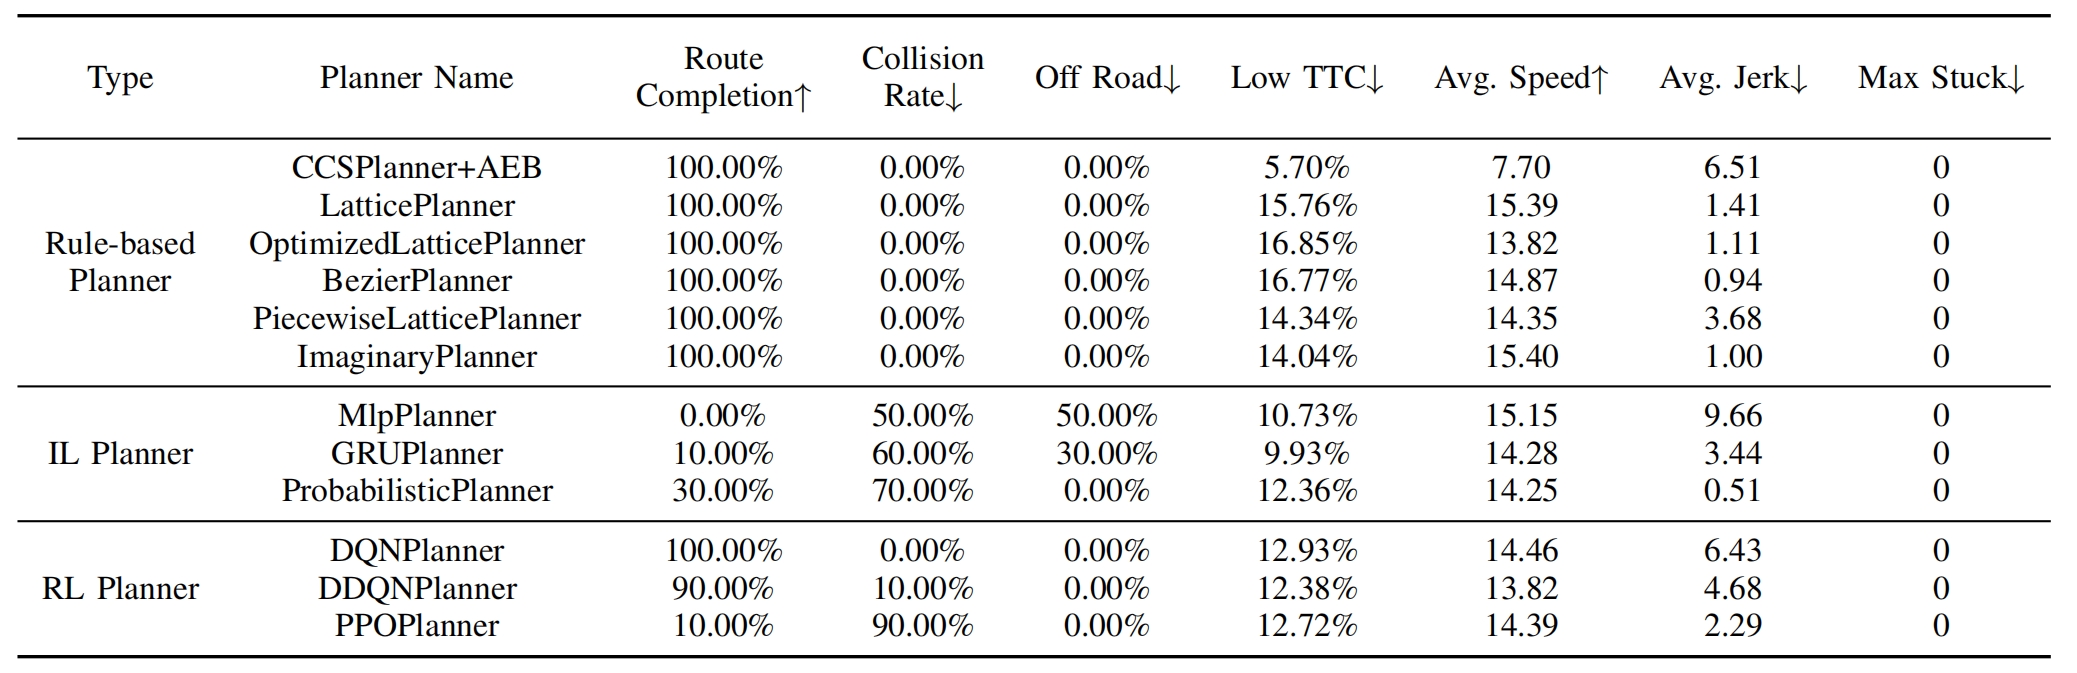 Type Planner Name Route Completion↑ Collision Rate↓ Off Road↓ Low TTC↓ Avg. Speed↑ Avg. Jerk↓ Max Stuck↓
Rule-based Planner
CCSPlanner+AEB 100.00% 0.00% 0.00% 5.70% 7.70 6.51 0
LatticePlanner 100.00% 0.00% 0.00% 15.76% 15.39 1.41 0
OptimizedLatticePlanner 100.00% 0.00% 0.00% 16.85% 13.82 1.11 0
BezierPlanner 100.00% 0.00% 0.00% 16.77% 14.87 0.94 0
PiecewiseLatticePlanner 100.00% 0.00% 0.00% 14.34% 14.35 3.68 0
ImaginaryPlanner 100.00% 0.00% 0.00% 14.04% 15.40 1.00 0
IL Planner
MlpPlanner 0.00% 50.00% 50.00% 10.73% 15.15 9.66 0
GRUPlanner 10.00% 60.00% 30.00% 9.93% 14.28 3.44 0
ProbabilisticPlanner 30.00% 70.00% 0.00% 12.36% 14.25 0.51 0
RL Planner
DQNPlanner 100.00% 0.00% 0.00% 12.93% 14.46 6.43 0
DDQNPlanner 90.00% 10.00% 0.00% 12.38% 13.82 4.68 0
PPOPlanner 10.00% 90.00% 0.00% 12.72% 14.39 2.29 0